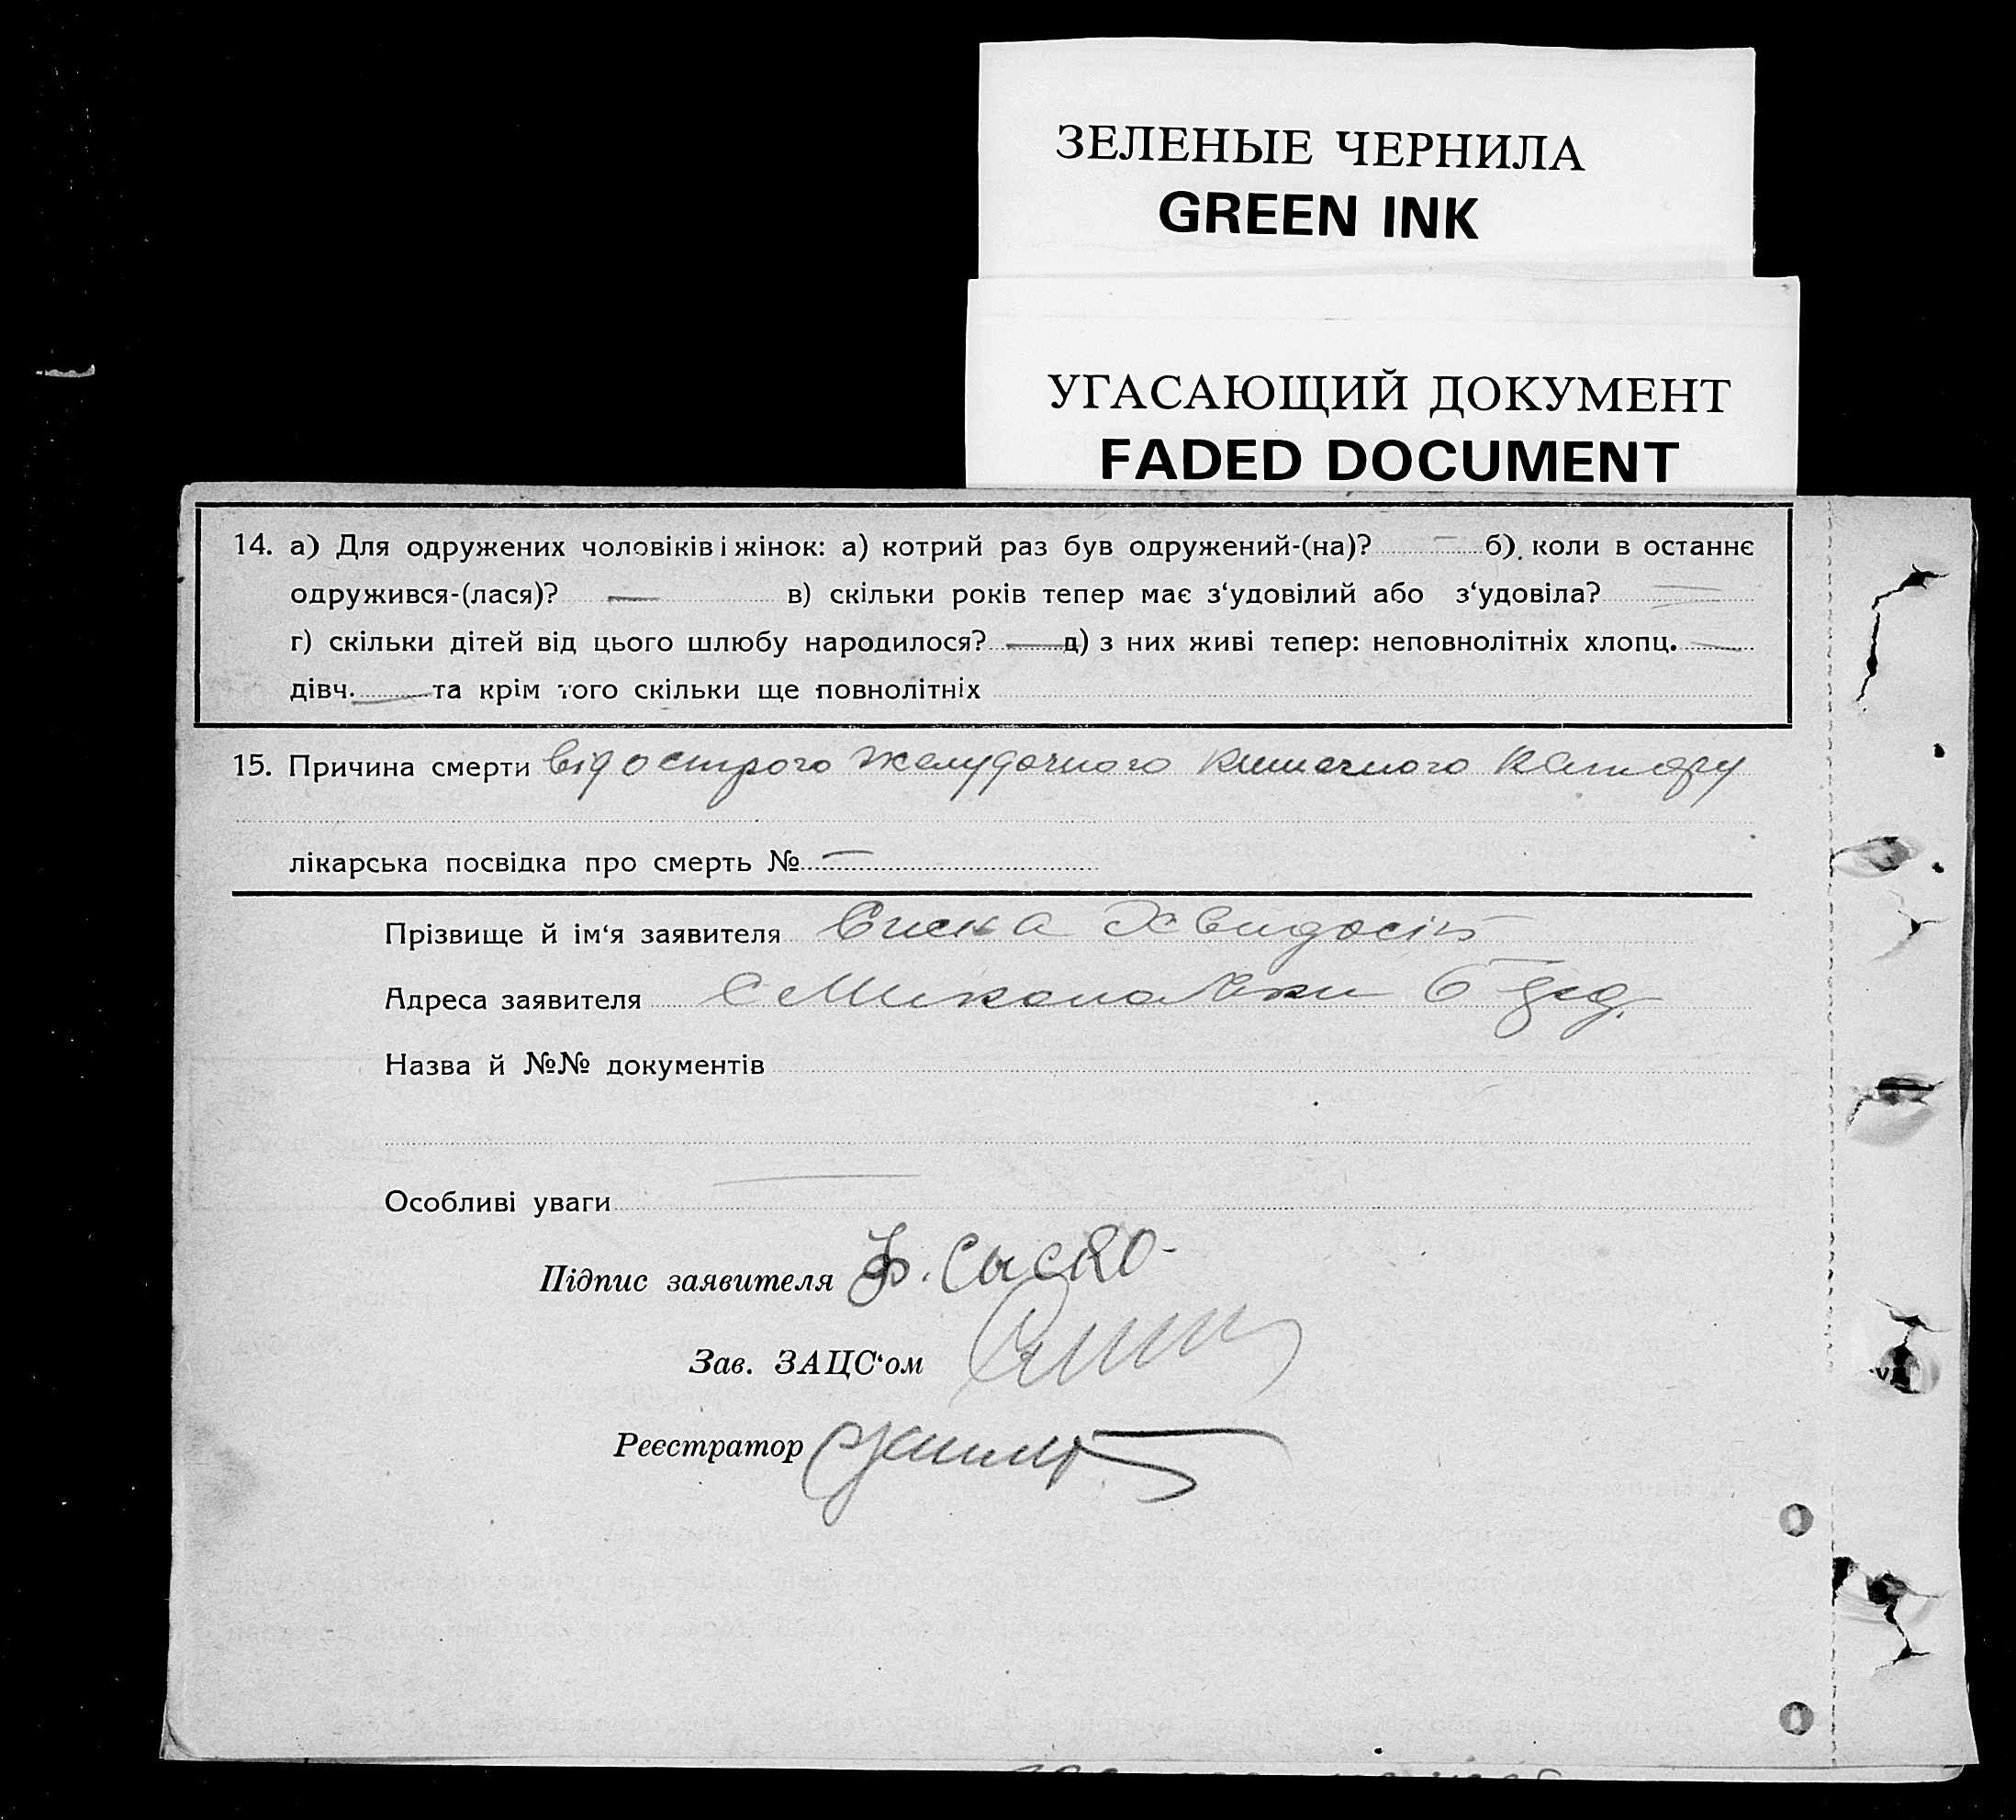 ЗЕЛЕНЫЕ ЧЕРНИЛА
GREEN INK
УГАСАЮЩИЙ ДОКУМЕНТ
FADED DOCUMENT
14. а) Для одружених чоловіків і жінок: а) котрий раз був одружений-(на)? — б). коли в останнє
одружився-(лася)? — в) скільки років тепер має з‘удовілий або з‘удовіла? —
г) скільки дітей від цього шлюбу народилося? — д) з них живі тепер: неповнолітніх хлопц. —
дівч. — та крім того скільки ще повнолітніх
15. Причина смерти від острого желудочного кишечного катару
лікарська посвідка про смерть № —
Прізвище й ім‘я заявителя
Адреса заявителя с
Назва й №№ документів
Особливі уваги —
Підпис заявителя Ф. Сыско
Зав. ЗАЦС‘ом
Реєстратор